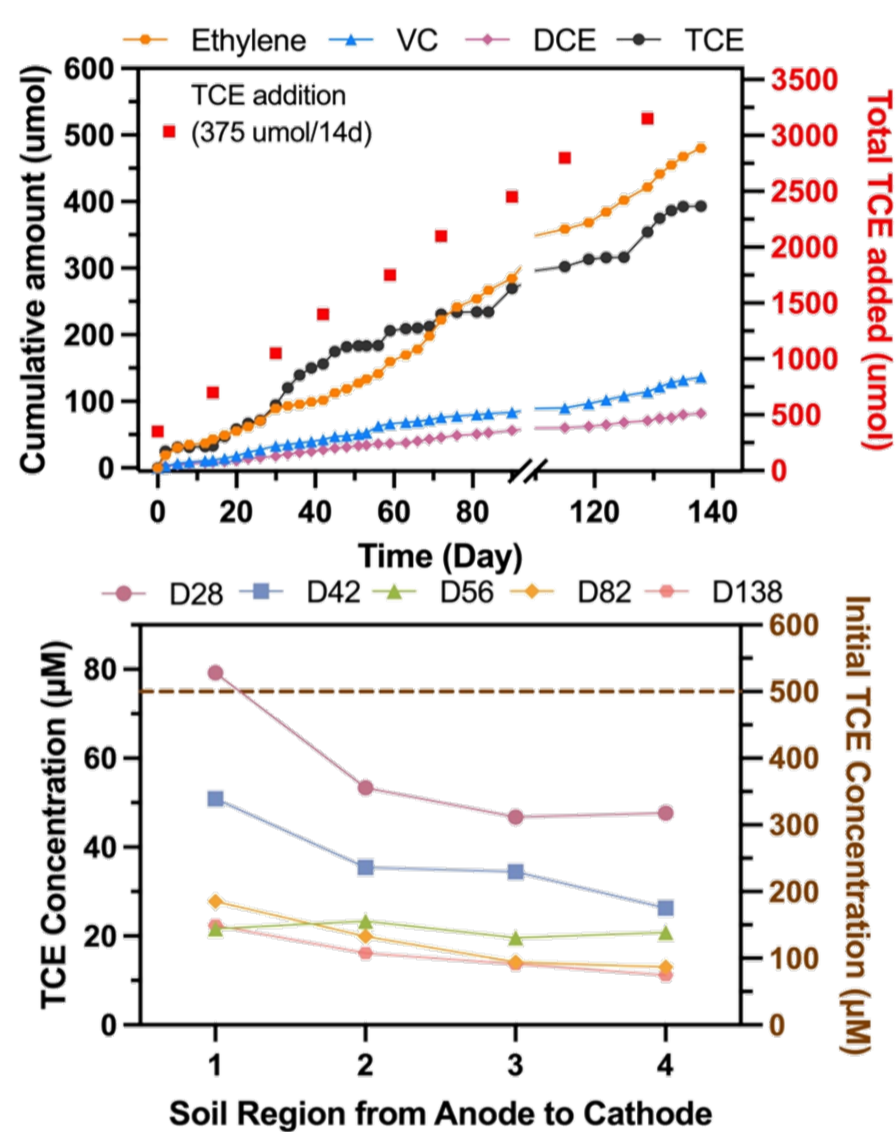 Ethylene VC DCE TCE
Cumulative amount (umol)
600
500
400
300
200
100
0
TCE addition
(375 umol/14d)
3500
3000
2500
2000
1500
1000
500
0
Total TCE added (umol)
0 20 40 60 80 120 140
Time (Day)
D28 D42 D56 D82 D138
TCE Concentration (μM)
80
60
40
20
0
600
500
400
300
200
100
0
Initial TCE Concentration (μM)
1 2 3 4
Soil Region from Anode to Cathode